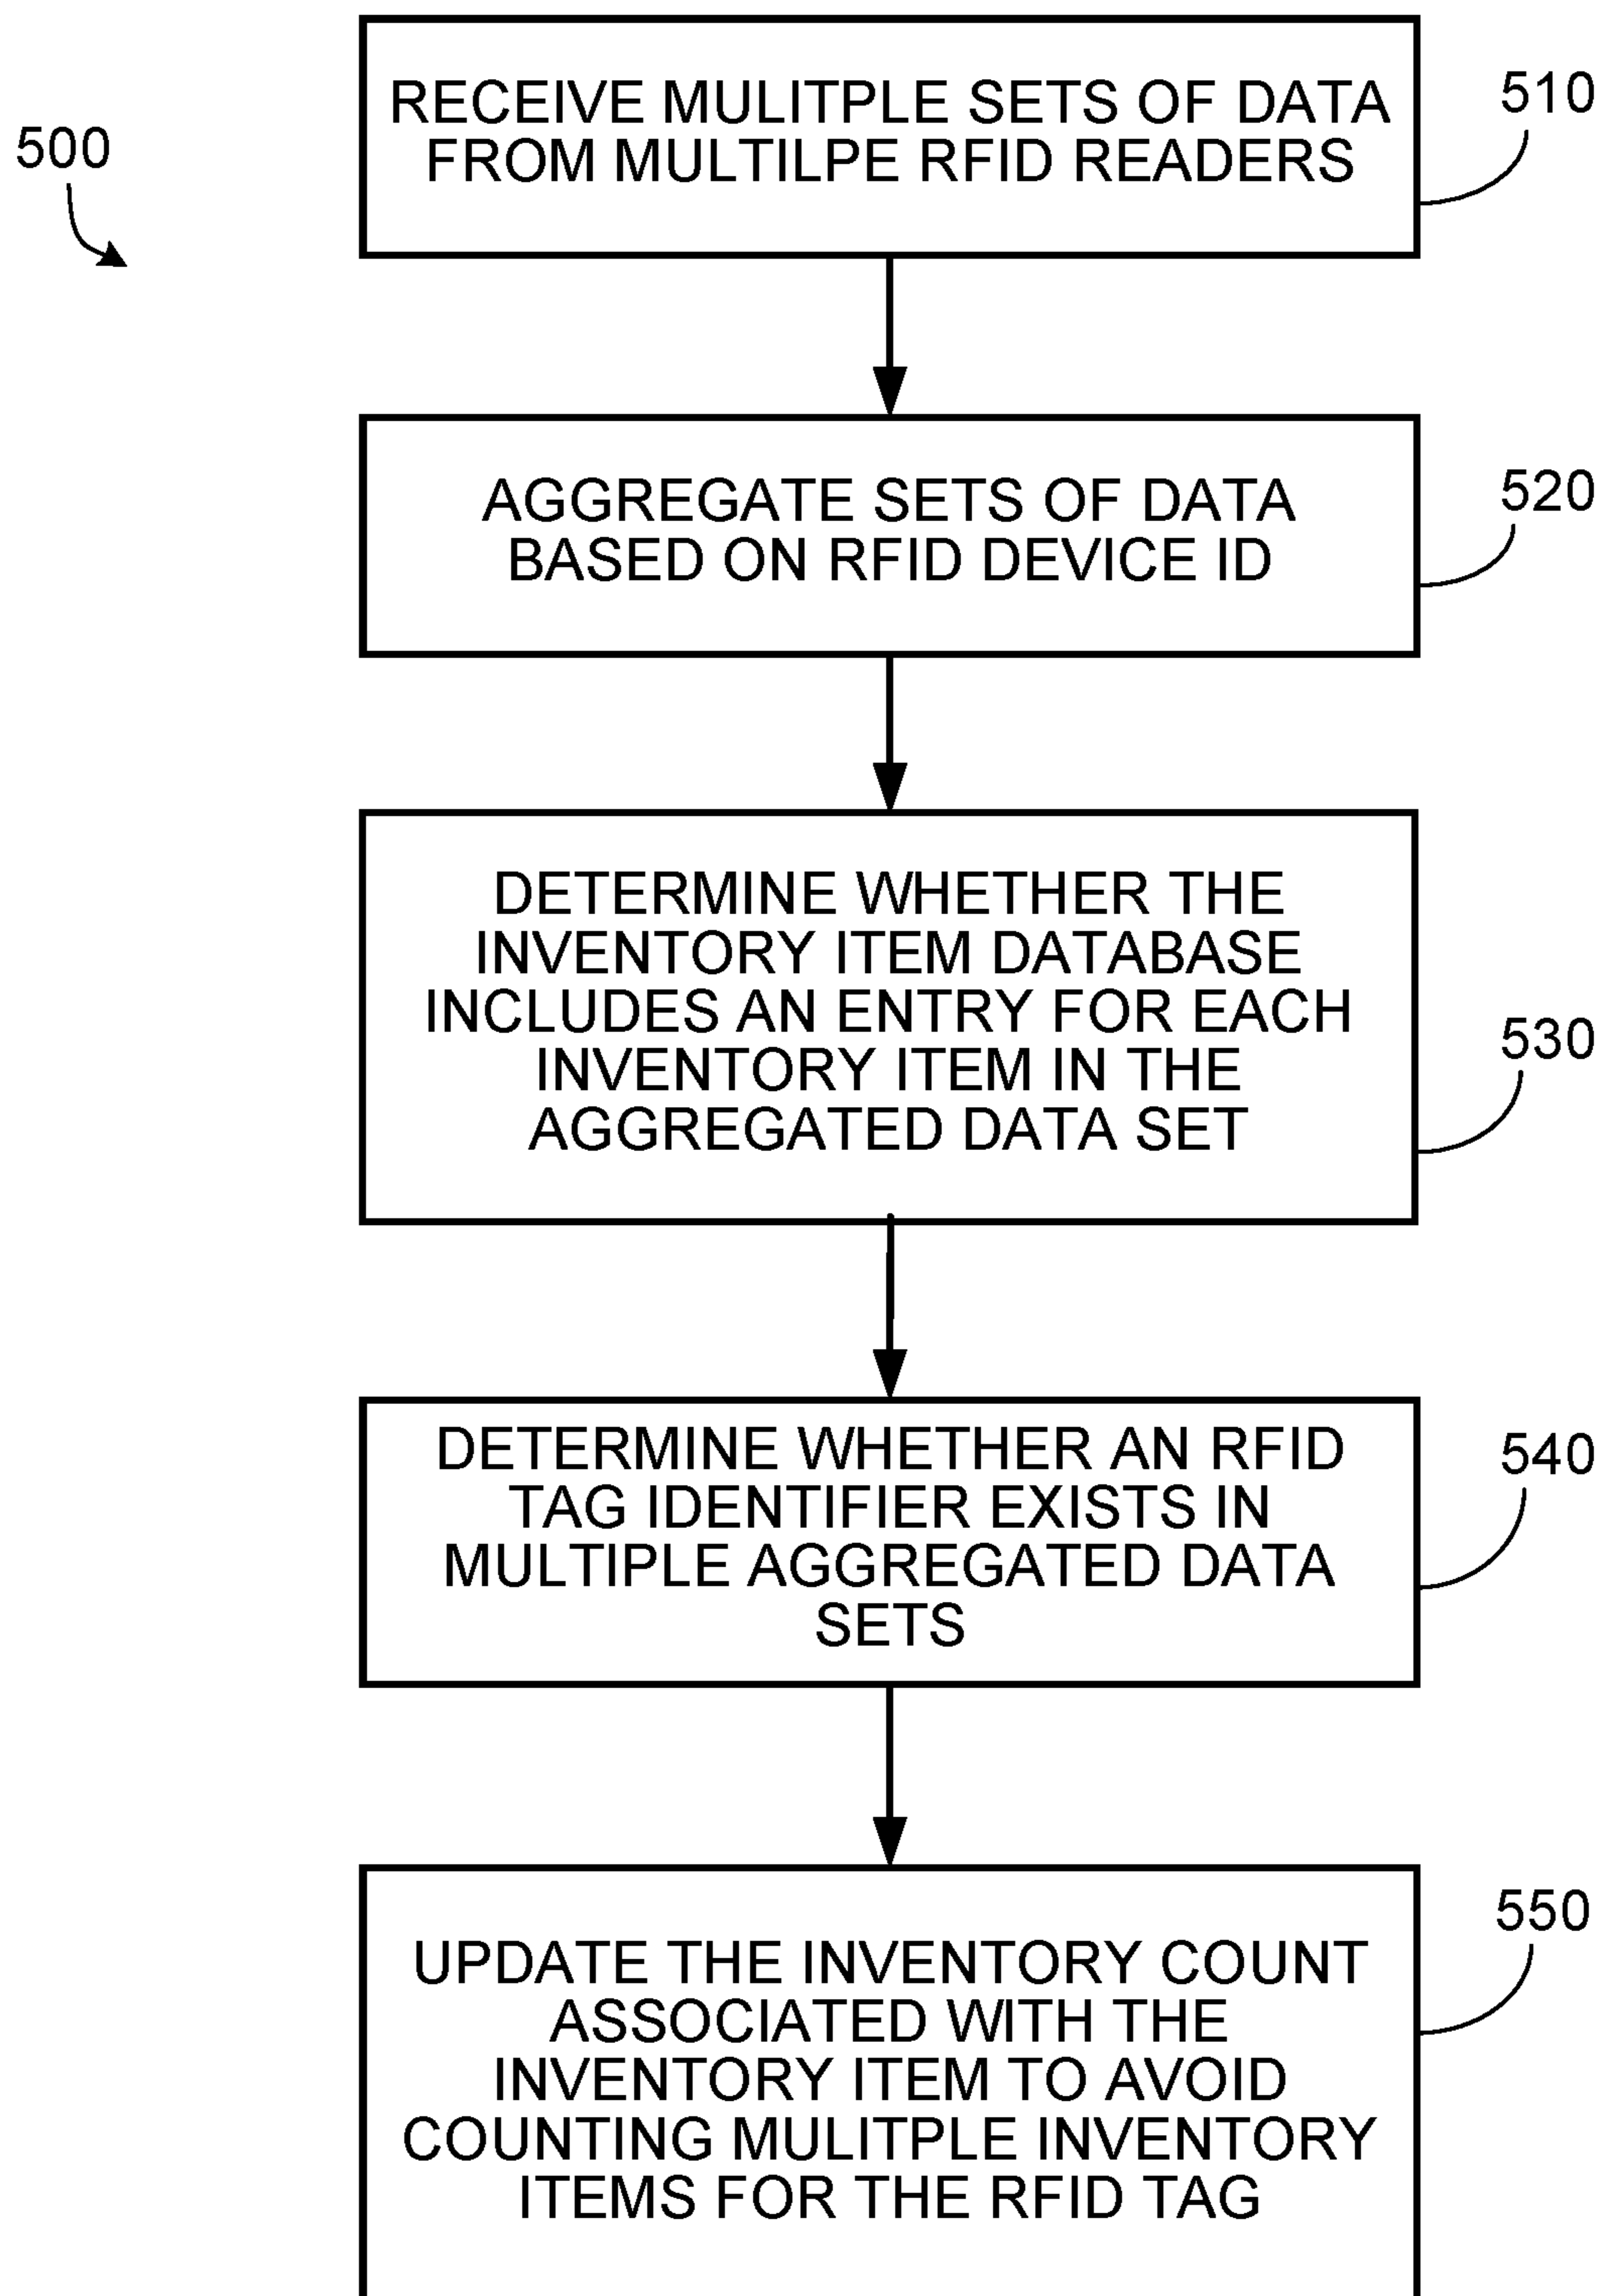 500
RECEIVE MULITPLE SETS OF DATA
FROM MULTILPE RFID READERS
510
AGGREGATE SETS OF DATA
BASED ON RFID DEVICE ID
520
DETERMINE WHETHER THE
INVENTORY ITEM DATABASE
INCLUDES AN ENTRY FOR EACH
INVENTORY ITEM IN THE
AGGREGATED DATA SET
530
DETERMINE WHETHER AN RFID
TAG IDENTIFIER EXISTS IN
MULTIPLE AGGREGATED DATA
SETS
540
UPDATE THE INVENTORY COUNT
ASSOCIATED WITH THE
INVENTORY ITEM TO AVOID
COUNTING MULITPLE INVENTORY
ITEMS FOR THE RFID TAG
550